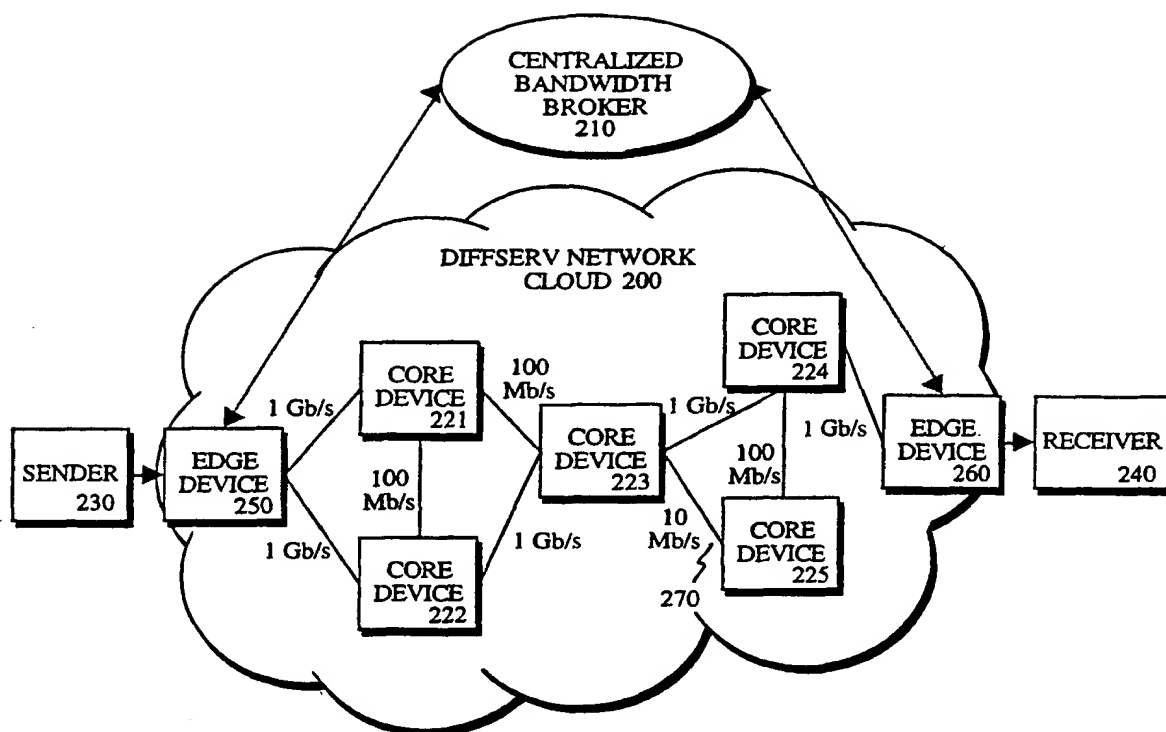 CENTRALIZED
BANDWIDTH
BROKER
210
DIFFSERV NETWORK
CLOUD 200
CORE
DEVICE
224
100
Mb/s
CORE
DEVICE
221
1 Gb/s
1 Gb/s
1 Gb/s
CORE
DEVICE
223
EDGE.
DEVICE
260
RECEIVER
240
SENDER
230
EDGE
DEVICE
250
100
Mb/s
100
Mb/s
1 Gb/s
1 Gb/s
10
Mb/s
CORE
DEVICE
225
CORE
DEVICE
222
270